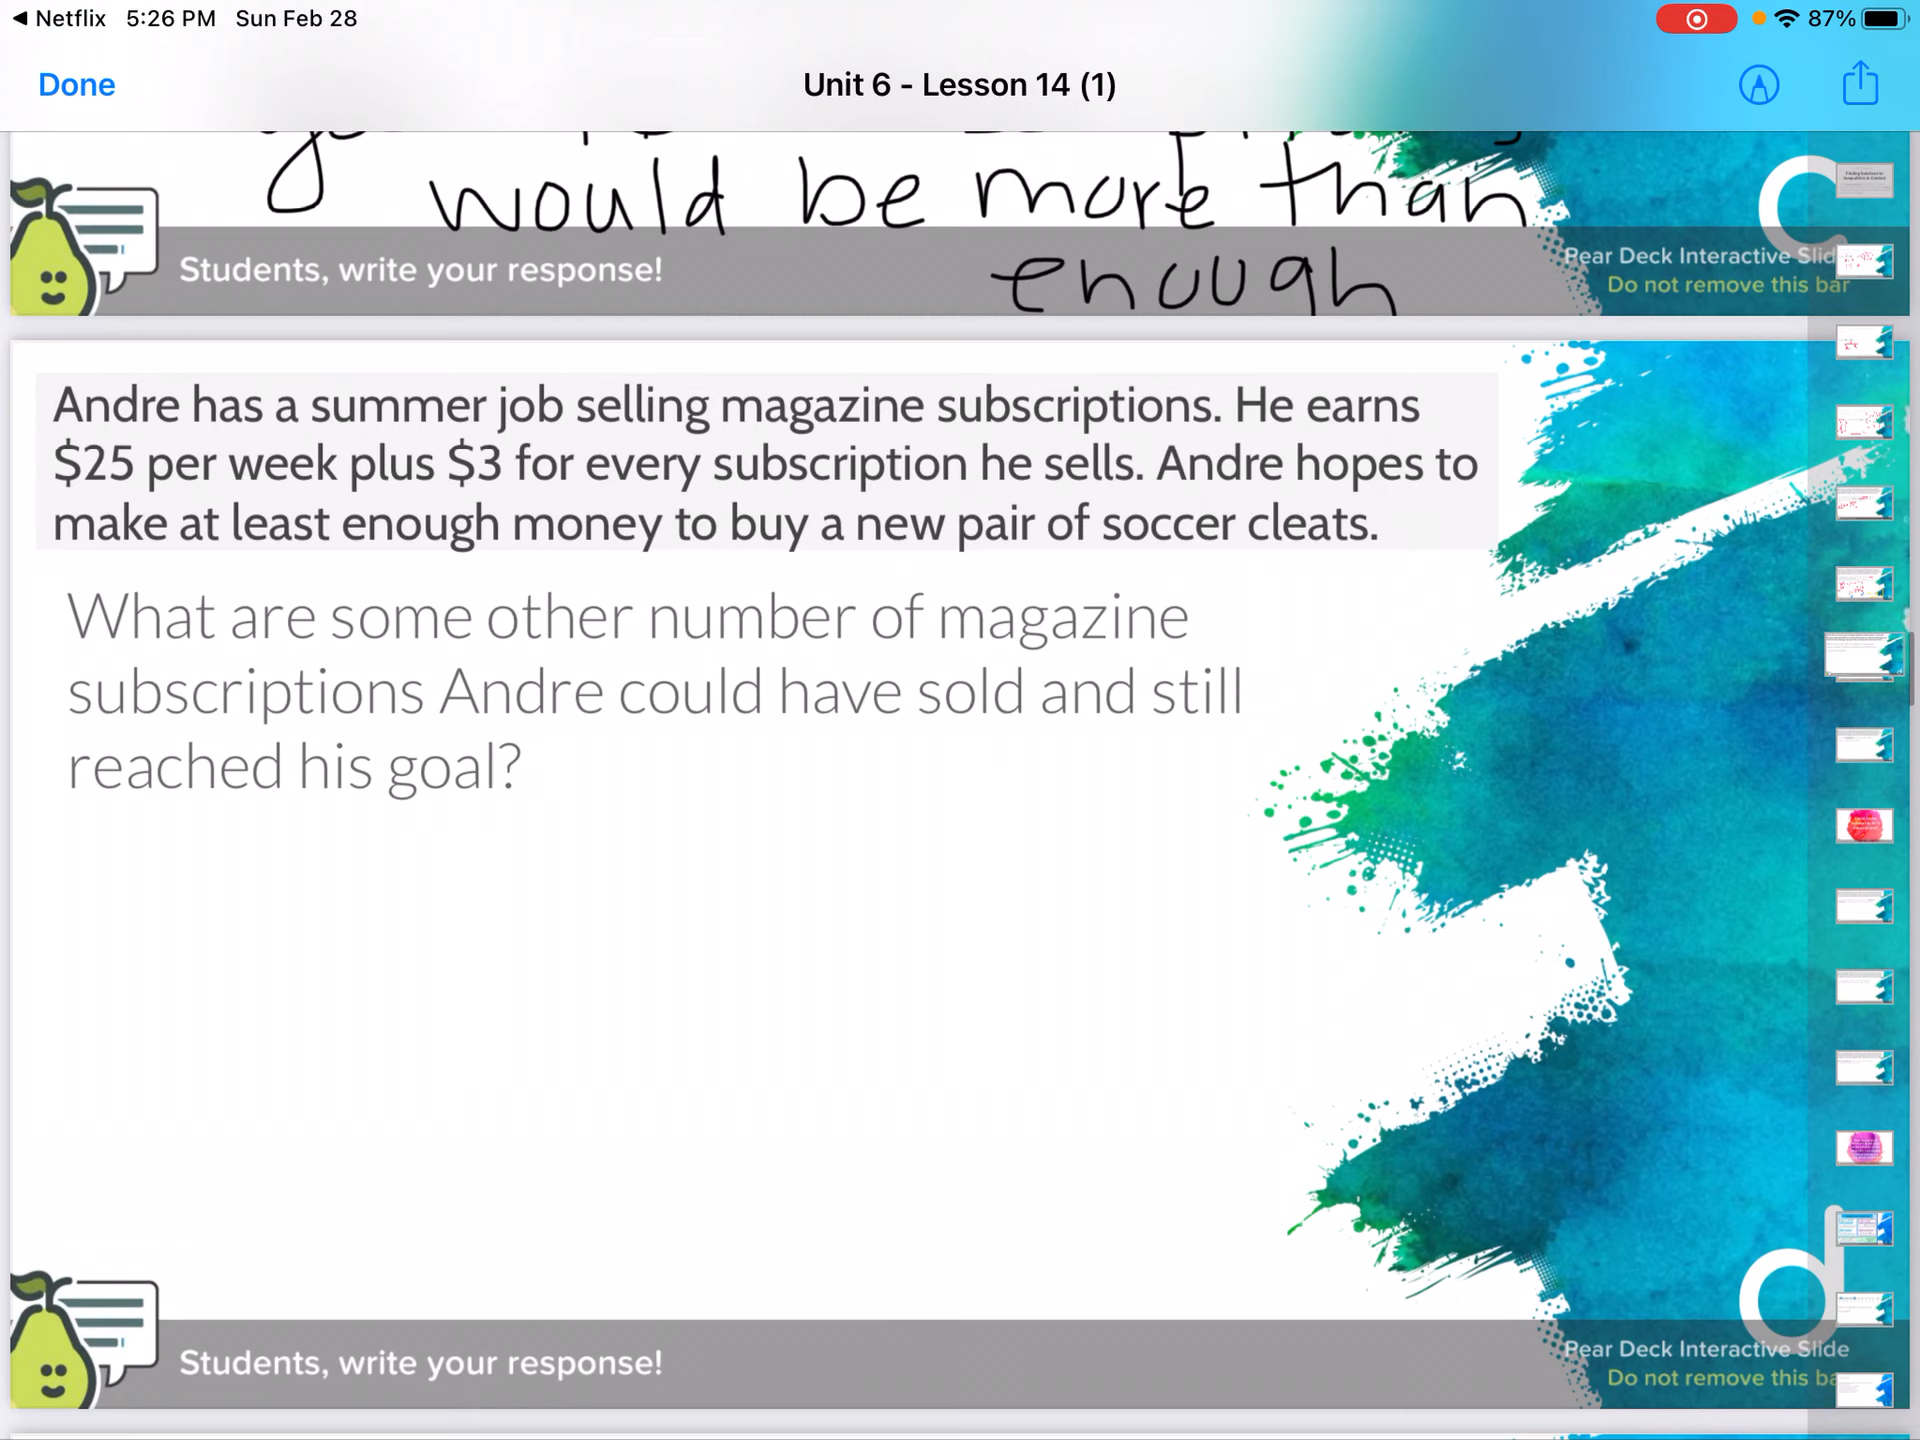 Netflix 5:26 PM Sun Feb 28
87%
Done
Unit 6 - Lesson 14 (1)
would be more than
enough
Students, write your response!
Pear Deck Interactive Slid
Do not remove this bar
Andre has a summer job selling magazine subscriptions. He earns
$25 per week plus $3 for every subscription he sells. Andre hopes to
make at least enough money to buy a new pair of soccer cleats.
What are some other number of magazine
subscriptions Andre could have sold and still
reached his goal?
d
Students, write your response!
Pear Deck Interactive Slide
Do not remove this ba